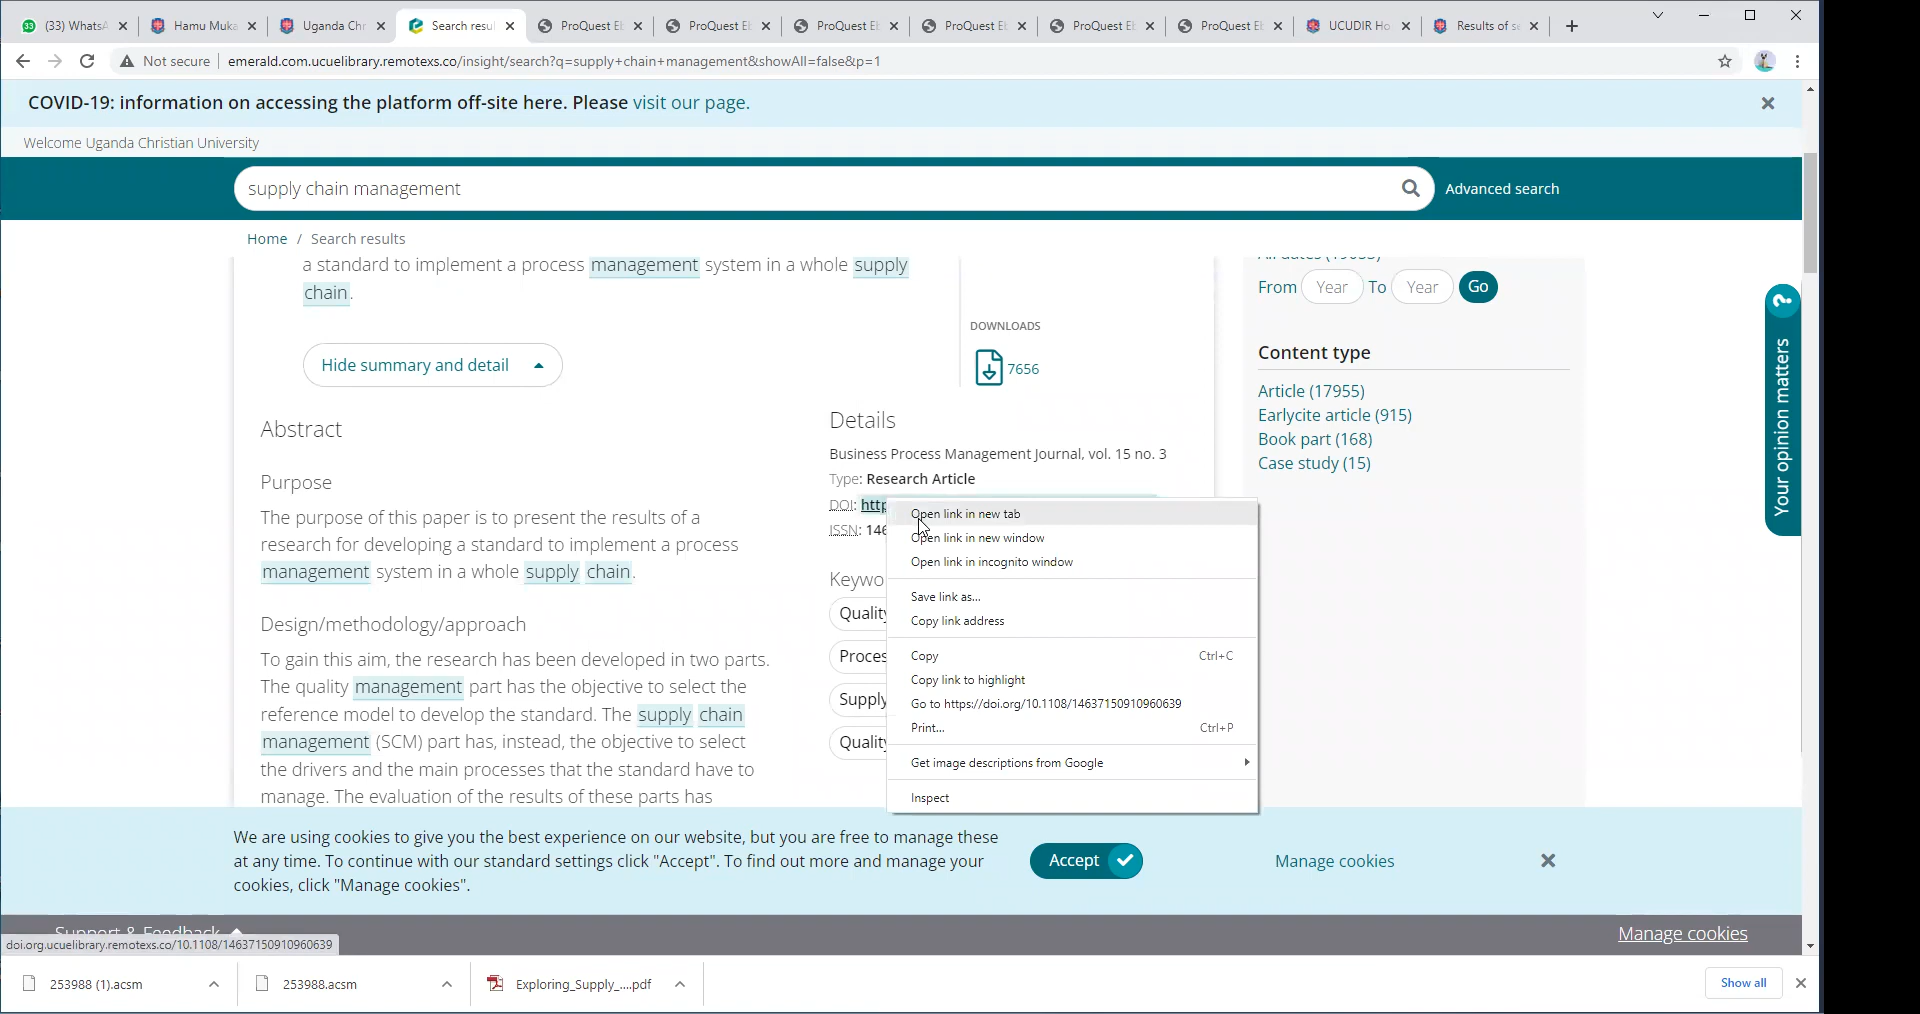 (33) WhatsA
Hamu Muka
Uganda Chr
Search resul
ProQuest Eb
ProQuest Eb
ProQuest Eb
ProQuest Eb
ProQuest Eb
ProQuest Eb
UCUDIR Ho
Results of se
Not secure
emerald.com.ucuelibrary.remotexs.co/insight/search?q=supply+chain+management&showAll=false&p=1
COVID-19: information on accessing the platform off-site here. Please visit our page.
Welcome Uganda Christian University
supply chain management
Advanced search
Home / Search results
a standard to implement a process management system in a whole supply
chain.
DOWNLOADS
7656
Hide summary and detail
Abstract
Purpose
The purpose of this paper is to present the results of a
research for developing a standard to implement a process
management system in a whole supply chain.
Design/methodology/approach
To gain this aim, the research has been developed in two parts.
The quality management part has the objective to select the
reference model to develop the standard. The supply chain
management (SCM) part has, instead, the objective to select
the drivers and the main processes that the standard have to
manage. The evaluation of the results of these parts has
Details
Business Process Management Journal, vol. 15 no. 3
Type: Research Article
DOI: http
ISSN: 146
Keywo
Quality
Proces
Supply
Quality
Open link in new tab
Open link in new window
Open link in incognito window
Save link as...
Copy link address
Copy Ctrl+C
Copy link to highlight
Go to https://doi.org/10.1108/14637150910960639
Print... Ctrl+P
Get image descriptions from Google
Inspect
From Year To Year Go
Content type
Article (17955)
Earlycite article (915)
Book part (168)
Case study (15)
Your opinion matters
We are using cookies to give you the best experience on our website, but you are free to manage these
at any time. To continue with our standard settings click "Accept". To find out more and manage your
cookies, click "Manage cookies".
Accept
Manage cookies
Support & Feedback
Manage cookies
doi.org.ucuelibrary.remotexs.co/10.1108/14637150910960639
253988 (1).acsm
253988.acsm
Exploring_Supply_....pdf
Show all